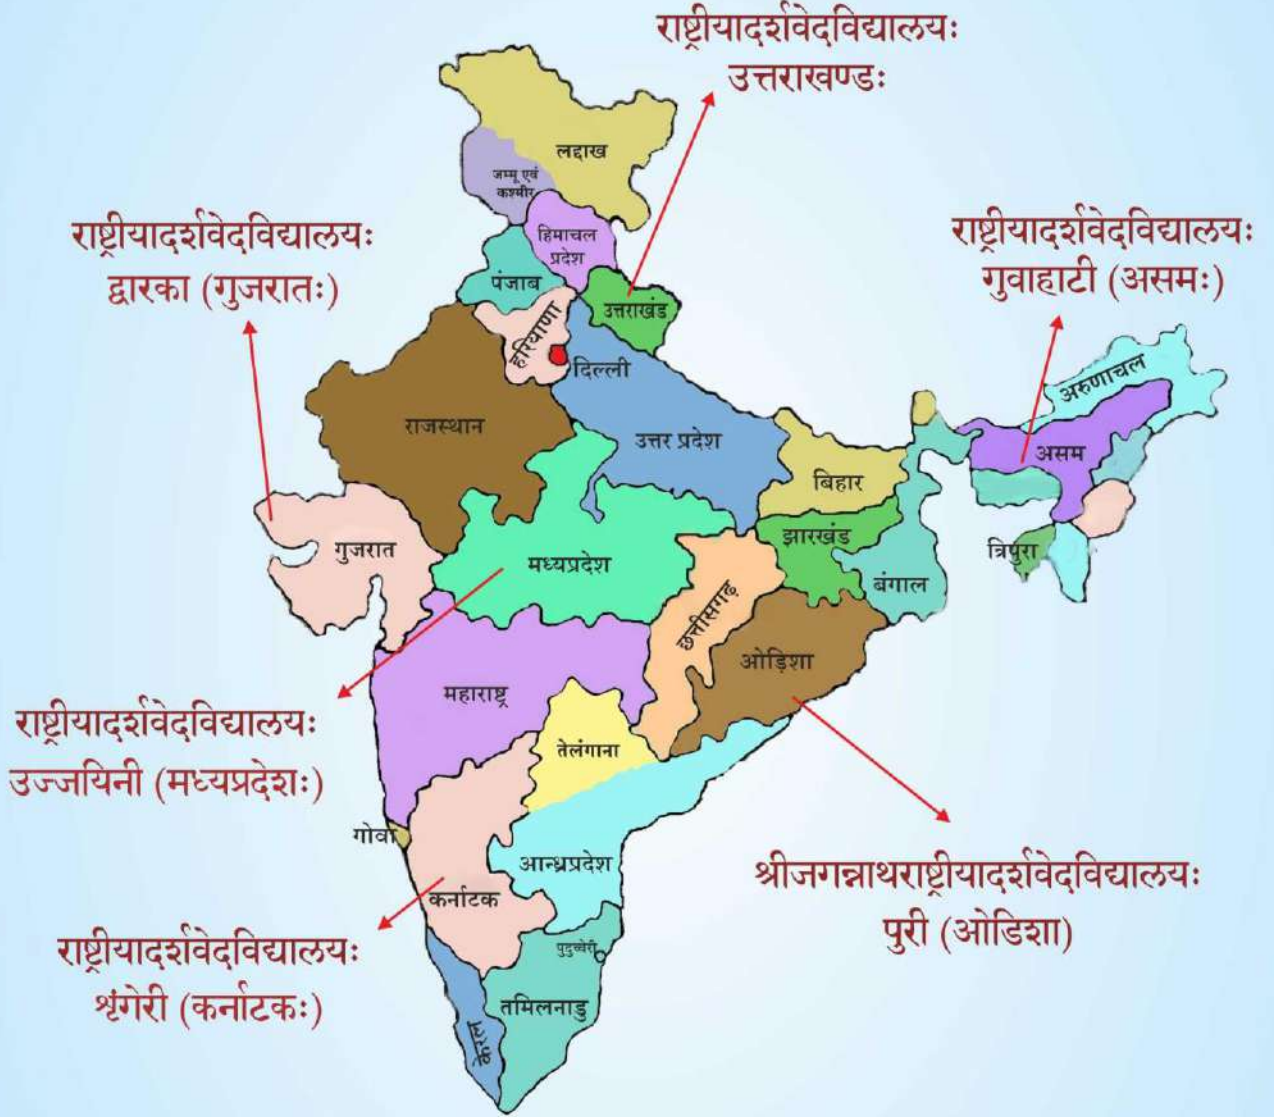 राष्ट्रीयादर्शवेदविद्यालयः
उत्तराखण्डः
लद्दाख
जम्मू एवं
कश्मीर
राष्ट्रीयादर्शवेदविद्यालयः
द्वारका (गुजरातः)
हिमाचल
प्रदेश
राष्ट्रीयादर्शवेदविद्यालयः
गुवाहाटी (असमः)
पंजाब
उत्तराखंड
हरियाणा
दिल्ली
अरुणाचल
राजस्थान
उत्तर प्रदेश
असम
बिहार
गुजरात
मध्यप्रदेश
झारखंड
त्रिपुरा
बंगाल
छत्तीसगढ़
ओड़िशा
महाराष्ट्र
राष्ट्रीयादर्शवेदविद्यालयः
उज्जयिनी (मध्यप्रदेशः)
तेलंगाना
गोवा
आन्ध्रप्रदेश
श्रीजगन्नाथराष्ट्रीयादर्शवेदविद्यालयः
पुरी (ओडिशा)
कर्नाटक
राष्ट्रीयादर्शवेदविद्यालयः
शृंगेरी (कर्नाटकः)
पुदुच्चेरी
तमिलनाडु
केरल